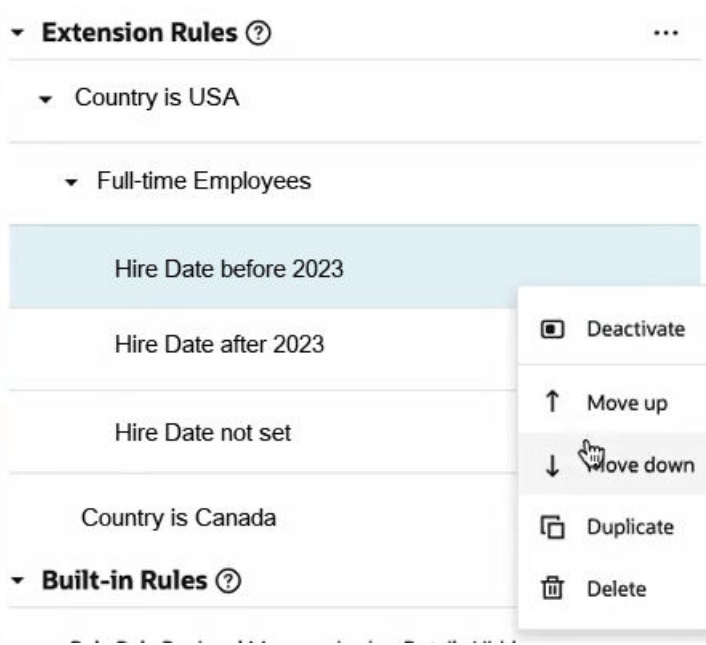 Extension Rules ?
Country is USA
Full-time Employees
Hire Date before 2023
Deactivate
Hire Date after 2023
Move up
Hire Date not set
Move down
Country is Canada
Duplicate
Built-in Rules ?
Delete